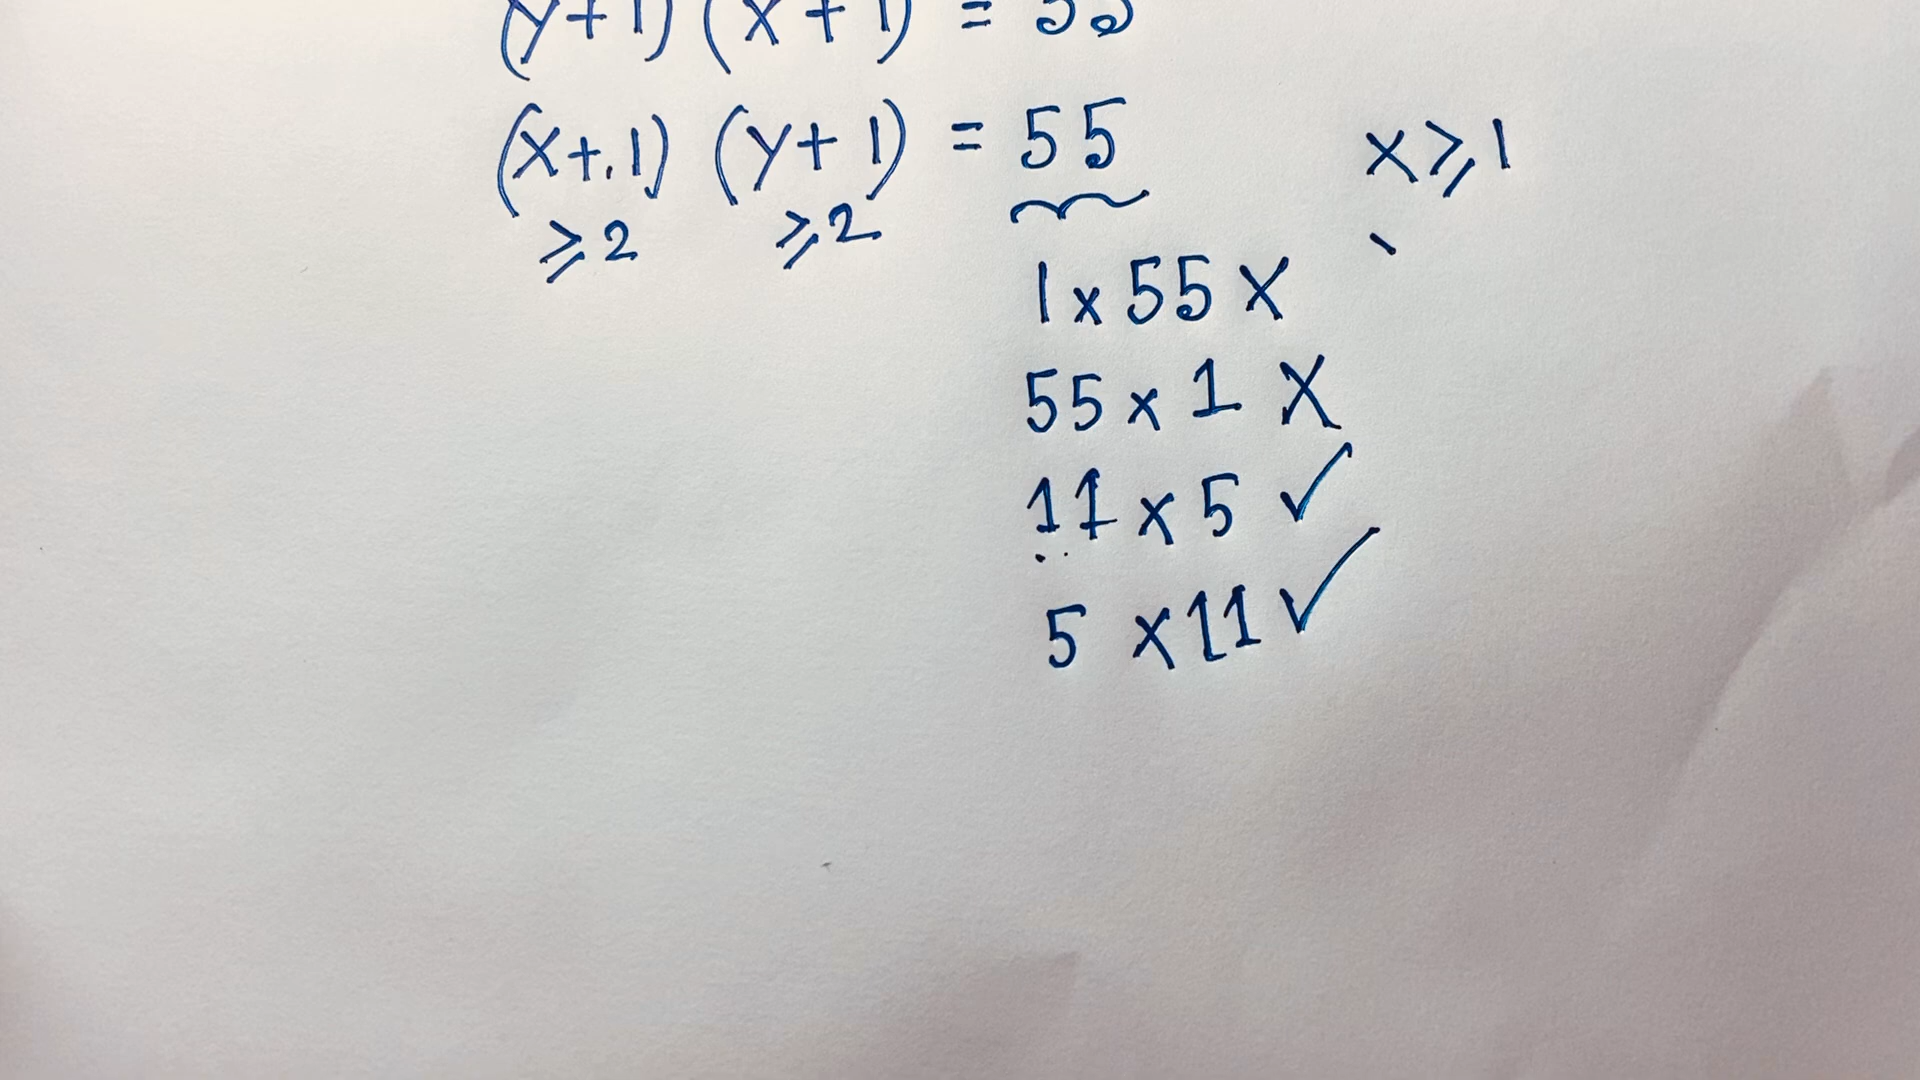 (y+1)(x+1) = 55
(x+1) (y+1) = 55 x⩾1
⩾2 ⩾2
1x55 X
55x1 X
11x5 ✓
5 x11 ✓